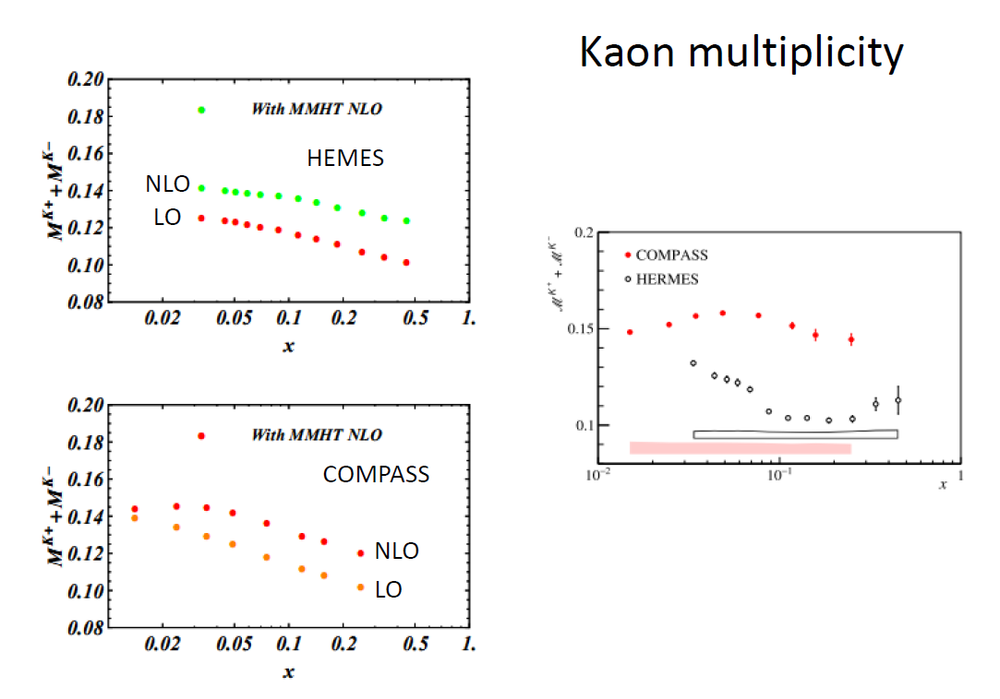 Kaon multiplicity
0.20
0.18
0.16
0.14
0.12
0.10
0.08
M^{K+}+M^{K-}
With MMHT NLO
HEMES
NLO
LO
0.02 0.05 0.1 0.2 0.5 1.
x
0.20
0.18
0.16
0.14
0.12
0.10
0.08
M^{K+}+M^{K-}
With MMHT NLO
COMPASS
NLO
LO
0.02 0.05 0.1 0.2 0.5 1.
x
0.2
0.15
0.1
ℳ^{K^+} + ℳ^{K^-}
COMPASS
HERMES
10^{-2} 10^{-1} 1
x